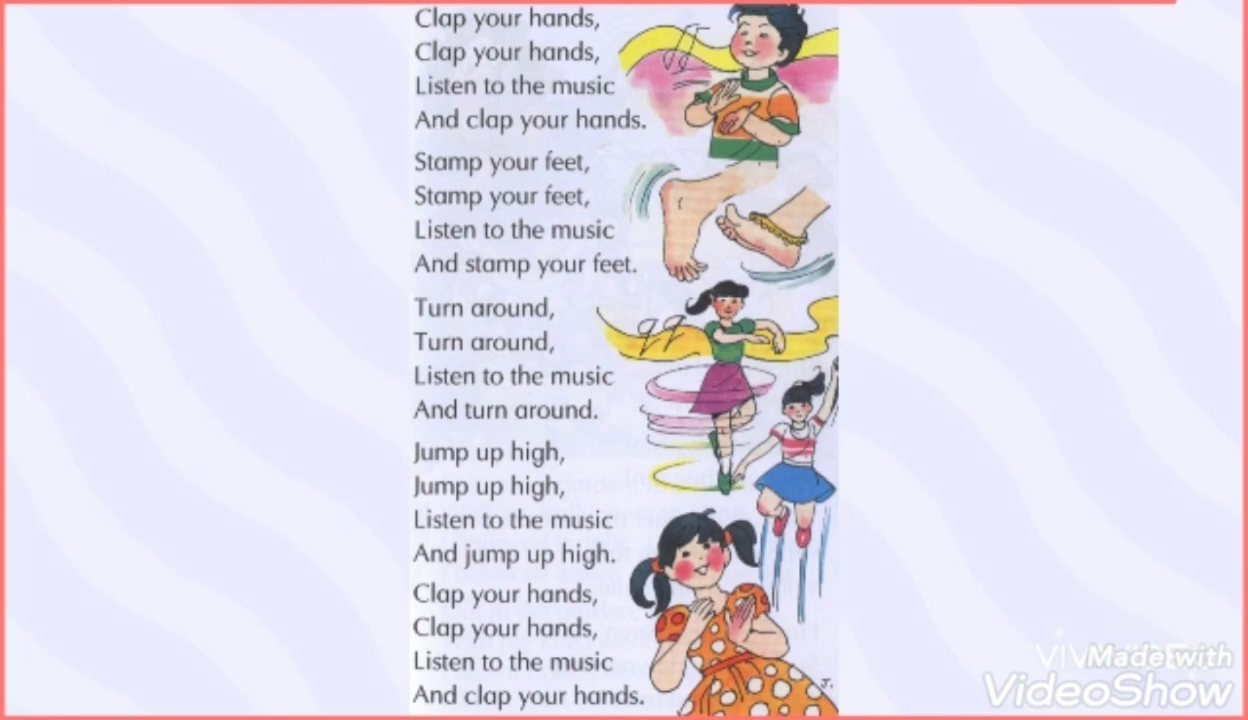 Clap your hands,
Clap your hands,
Listen to the music
And clap your hands.
Stamp your feet,
Stamp your feet,
Listen to the music
And stamp your feet.
Turn around,
Turn around,
Listen to the music
And turn around.
Jump up high,
Jump up high,
Listen to the music
And jump up high.
Clap your hands,
Clap your hands,
Listen to the music
And clap your hands.
J.
Made with
VideoShow